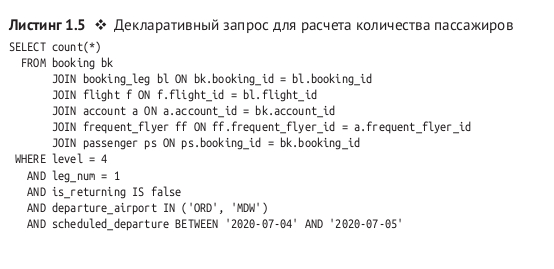 Листинг 1.5 ❖ Декларативный запрос для расчета количества пассажиров
SELECT count(*)
  FROM booking bk
       JOIN booking_leg bl ON bk.booking_id = bl.booking_id
       JOIN flight f ON f.flight_id = bl.flight_id
       JOIN account a ON a.account_id = bk.account_id
       JOIN frequent_flyer ff ON ff.frequent_flyer_id = a.frequent_flyer_id
       JOIN passenger ps ON ps.booking_id = bk.booking_id
 WHERE level = 4
   AND leg_num = 1
   AND is_returning IS false
   AND departure_airport IN ('ORD', 'MDW')
   AND scheduled_departure BETWEEN '2020-07-04' AND '2020-07-05'